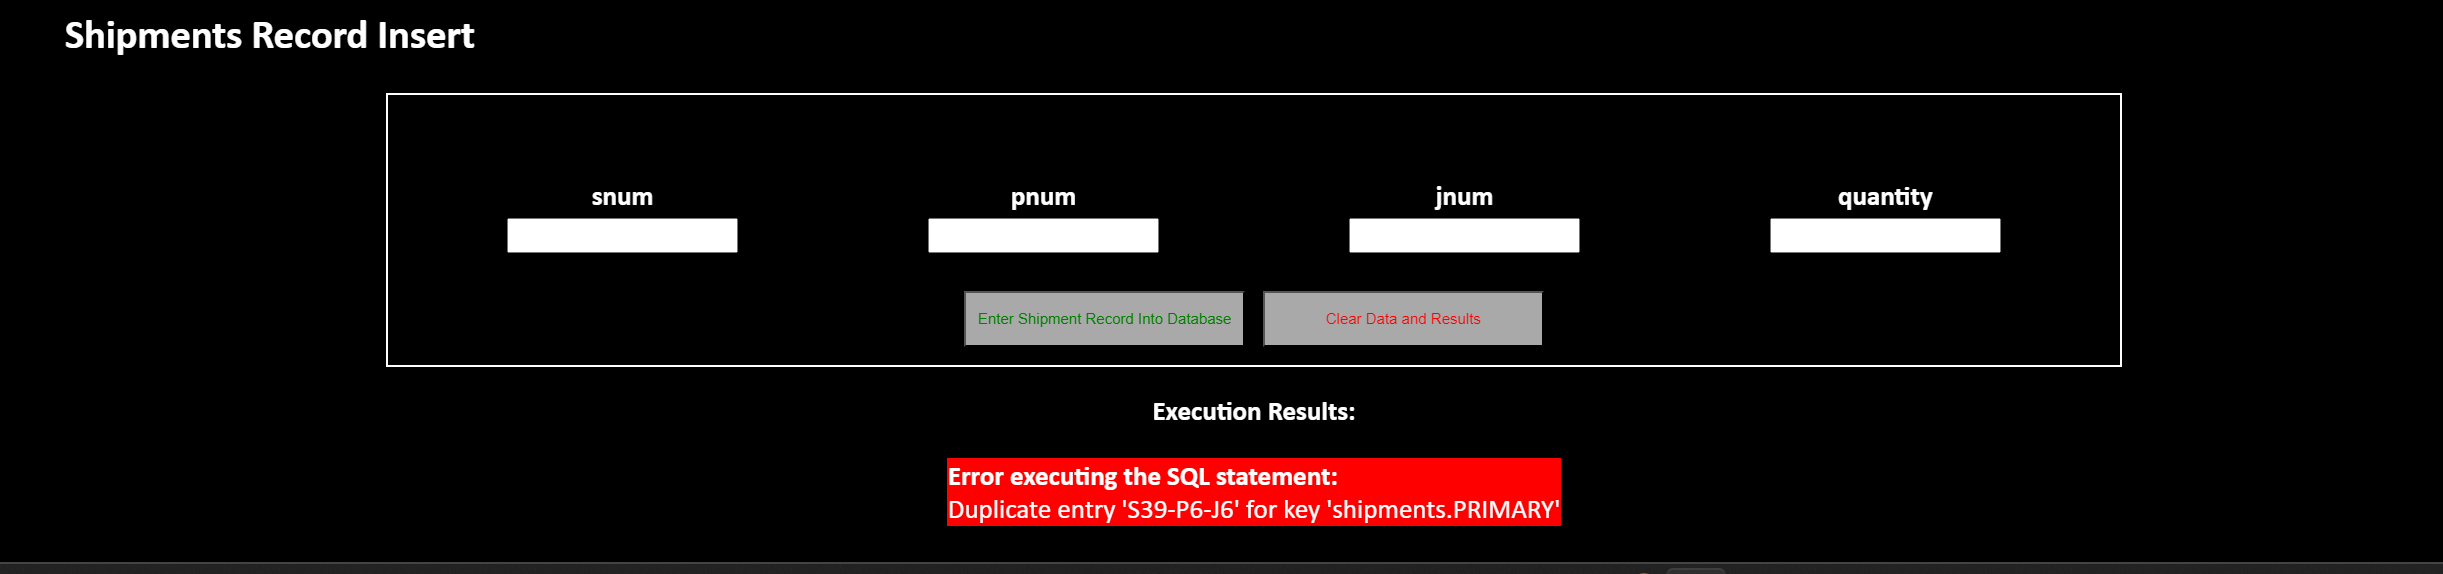 Shipments Record Insert
snum pnum jnum quantity
Enter Shipment Record Into Database Clear Data and Results
Execution Results:
Error executing the SQL statement:
Duplicate entry 'S39-P6-J6' for key 'shipments.PRIMARY'